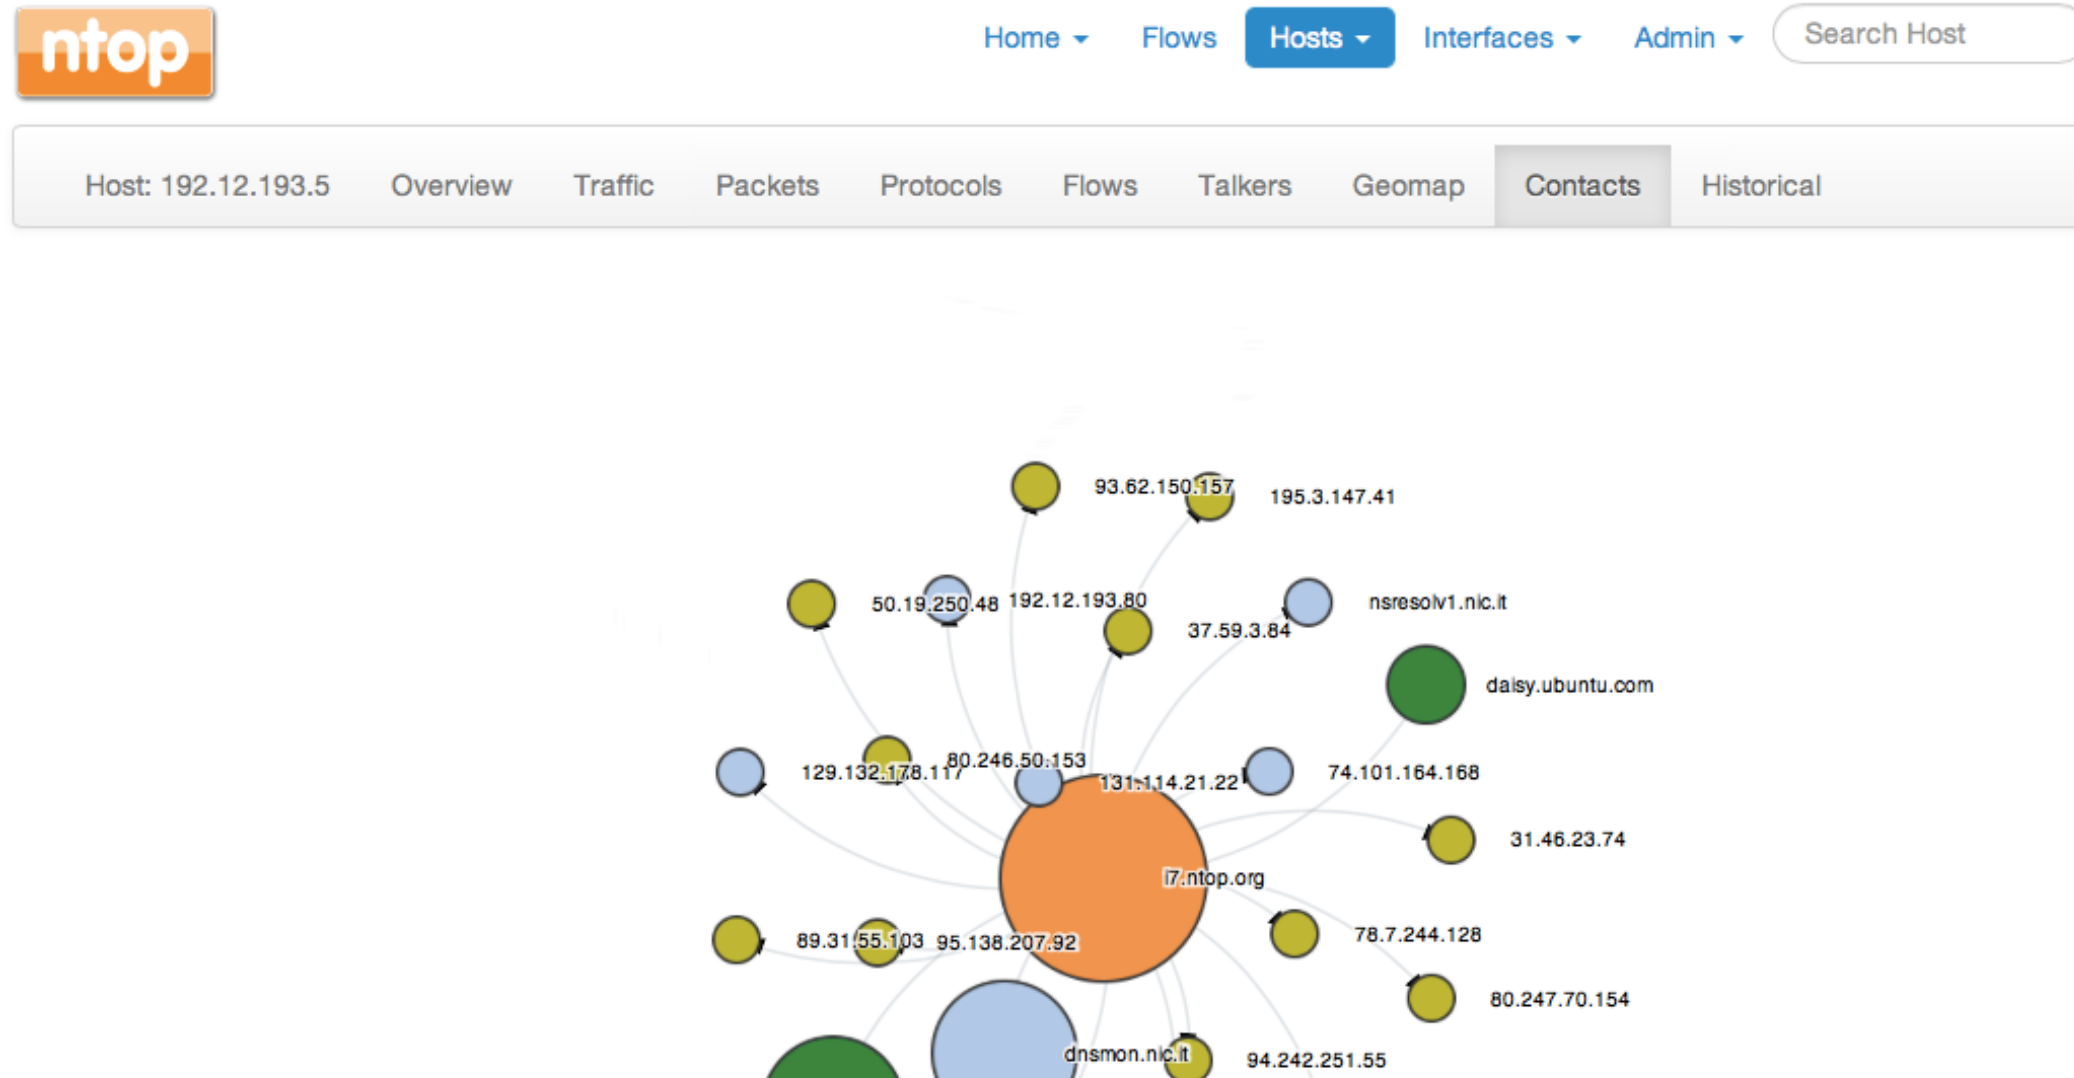 ntop
Home Flows Hosts Interfaces Admin Search Host
Host: 192.12.193.5 Overview Traffic Packets Protocols Flows Talkers Geomap Contacts Historical
93.62.150.157
195.3.147.41
50.19.250.48 192.12.193.80 nsresolv1.nic.it
37.59.3.84
daisy.ubuntu.com
80.246.50.153
129.132.178.117 74.101.164.168
131.114.21.22
31.46.23.74
i7.ntop.org
78.7.244.128
89.31.55.103 95.138.207.92
80.247.70.154
dnsmon.nic.it
94.242.251.55